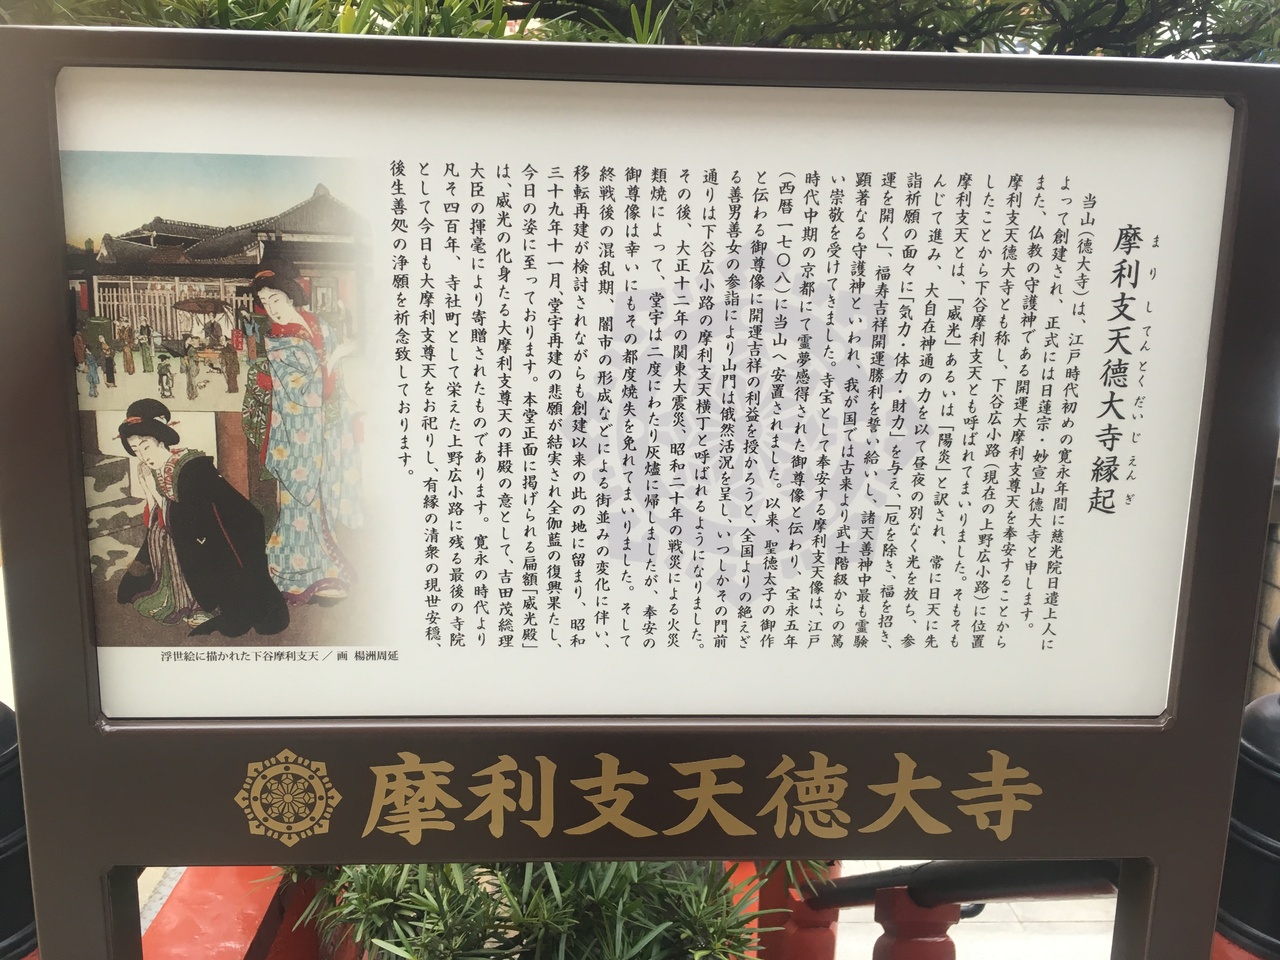 摩利支天徳大寺縁起
まりしてんとくだいじえんぎ
当山(徳大寺)は、江戸時代初めの寛永年間に慈光院日遣上人に
よって創建され、正式には日蓮宗・妙宣山徳大寺と申します。
また、仏教の守護神である開運大摩利支尊天を奉安することから
摩利支天徳大寺とも称し、下谷広小路(現在の上野広小路)に位置
したことから下谷摩利支天とも呼ばれてまいりました。そもそも
摩利支天とは、「威光」あるいは「陽炎」と訳され、常に日天に先
んじて進み、大自在神通の力を以て昼夜の別なく光を放ち、参
詣祈願の面々に「気力・体力・財力」を与え、「厄を除き、福を招き、
運を開く」、福寿吉祥開運勝利を誓い給いし、諸天善神中最も霊験
顕著なる守護神といわれ、我が国では古来より武士階級からの篤
い崇敬を受けてきました。寺宝として奉安する摩利支天像は、江戸
時代中期の京都にて霊夢感得された御尊像と伝わり、宝永五年
(西暦一七〇八)に当山へ安置されました。以来、聖徳太子の御作
と伝わる御尊像に開運吉祥の利益を授かろうと、全国よりの絶えざ
る善男善女の参詣により山門は俄然活況を呈し、いつしかその門前
通りは下谷広小路の摩利支天横丁と呼ばれるようになりました。
その後、大正十二年の関東大震災、昭和二十年の戦災による火災
類焼によって、堂宇は二度にわたり灰燼に帰しましたが、奉安の
御尊像は幸いにもその都度焼失を免れてまいりました。そして
終戦後の混乱期、闇市の形成などによる街並みの変化に伴い、
移転再建が検討されながらも創建以来の此の地に留まり、昭和
三十九年十一月、堂宇再建の悲願が結実され全伽藍の復興果たし、
今日の姿に至っております。本堂正面に掲げられる扁額「威光殿」
は、威光の化身たる大摩利支尊天の拝殿の意として、吉田茂総理
大臣の揮毫により寄贈されたものであります。寛永の時代より
凡そ四百年、寺社町として栄えた上野広小路に残る最後の寺院
として今日も大摩利支尊天をお祀りし、有縁の清衆の現世安穏、
後生善処の浄願を祈念致しております。
浮世絵に描かれた下谷摩利支天/画 楊洲周延
摩利支天徳大寺